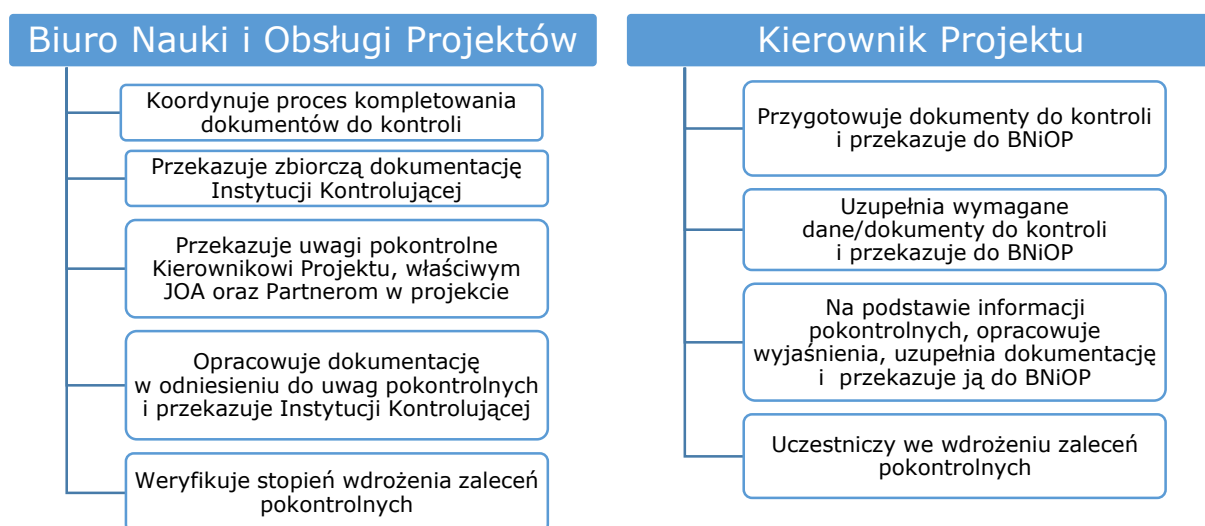 Biuro Nauki i Obsługi Projektów
Koordynuje proces kompletowania
dokumentów do kontroli
Przekazuje zbiorczą dokumentację
Instytucji Kontrolującej
Przekazuje uwagi pokontrolne
Kierownikowi Projektu, właściwym
JOA oraz Partnerom w projekcie
Opracowuje dokumentację
w odniesieniu do uwag pokontrolnych
i przekazuje Instytucji Kontrolującej
Weryfikuje stopień wdrożenia zaleceń
pokontrolnych
Kierownik Projektu
Przygotowuje dokumenty do kontroli
i przekazuje do BNiOP
Uzupełnia wymagane
dane/dokumenty do kontroli
i przekazuje do BNiOP
Na podstawie informacji
pokontrolnych, opracowuje
wyjaśnienia, uzupełnia dokumentację
i przekazuje ją do BNiOP
Uczestniczy we wdrożeniu zaleceń
pokontrolnych